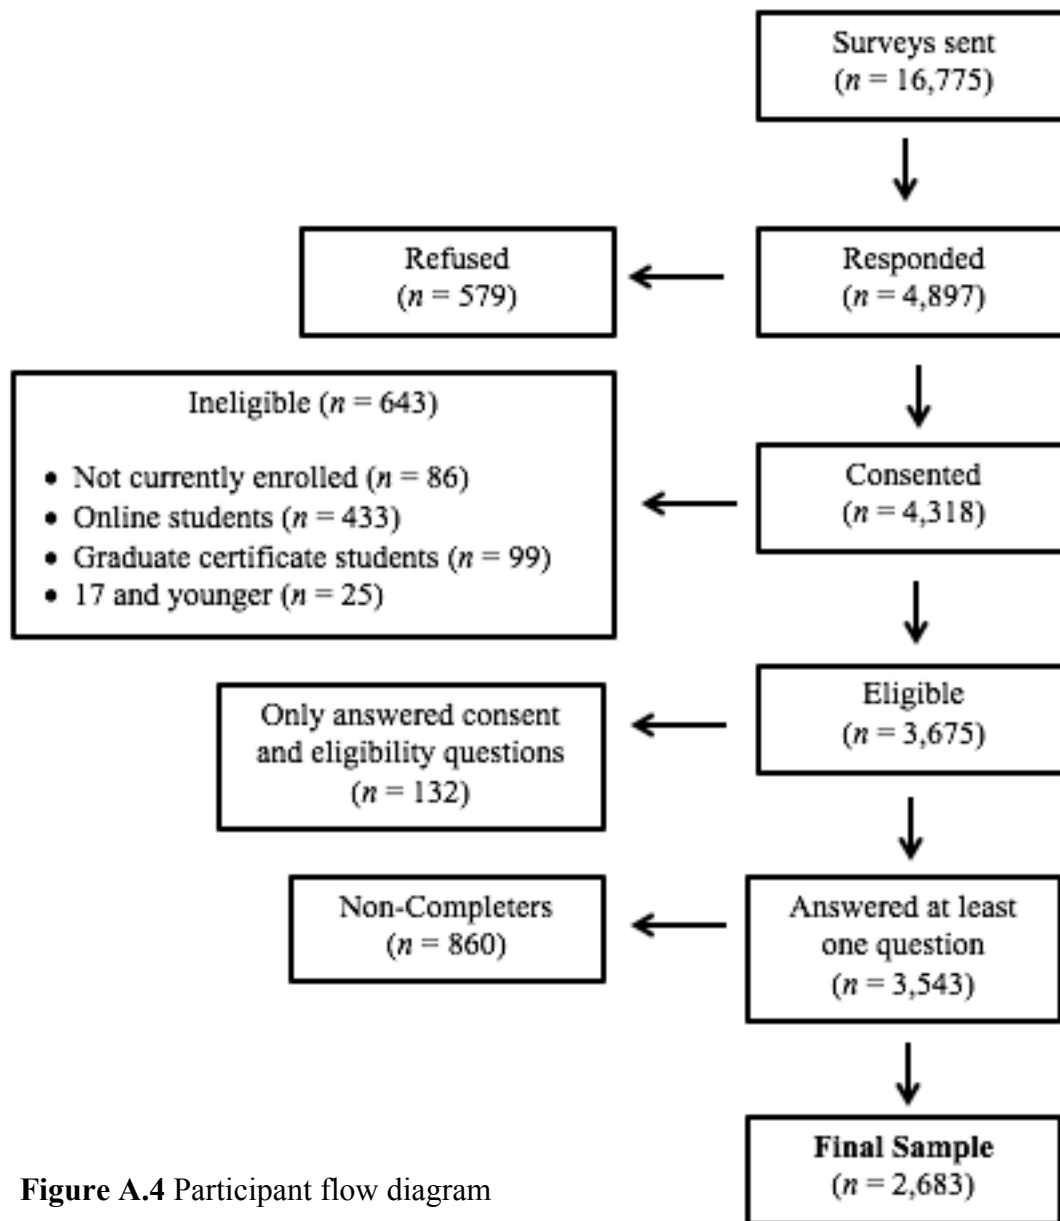 Surveys sent
(n = 16,775)
Refused
(n = 579)
Responded
(n = 4,897)
Ineligible (n = 643)
• Not currently enrolled (n = 86)
• Online students (n = 433)
• Graduate certificate students (n = 99)
• 17 and younger (n = 25)
Consented
(n = 4,318)
Only answered consent
and eligibility questions
(n = 132)
Eligible
(n = 3,675)
Non-Completers
(n = 860)
Answered at least
one question
(n = 3,543)
Final Sample
(n = 2,683)
Figure A.4 Participant flow diagram